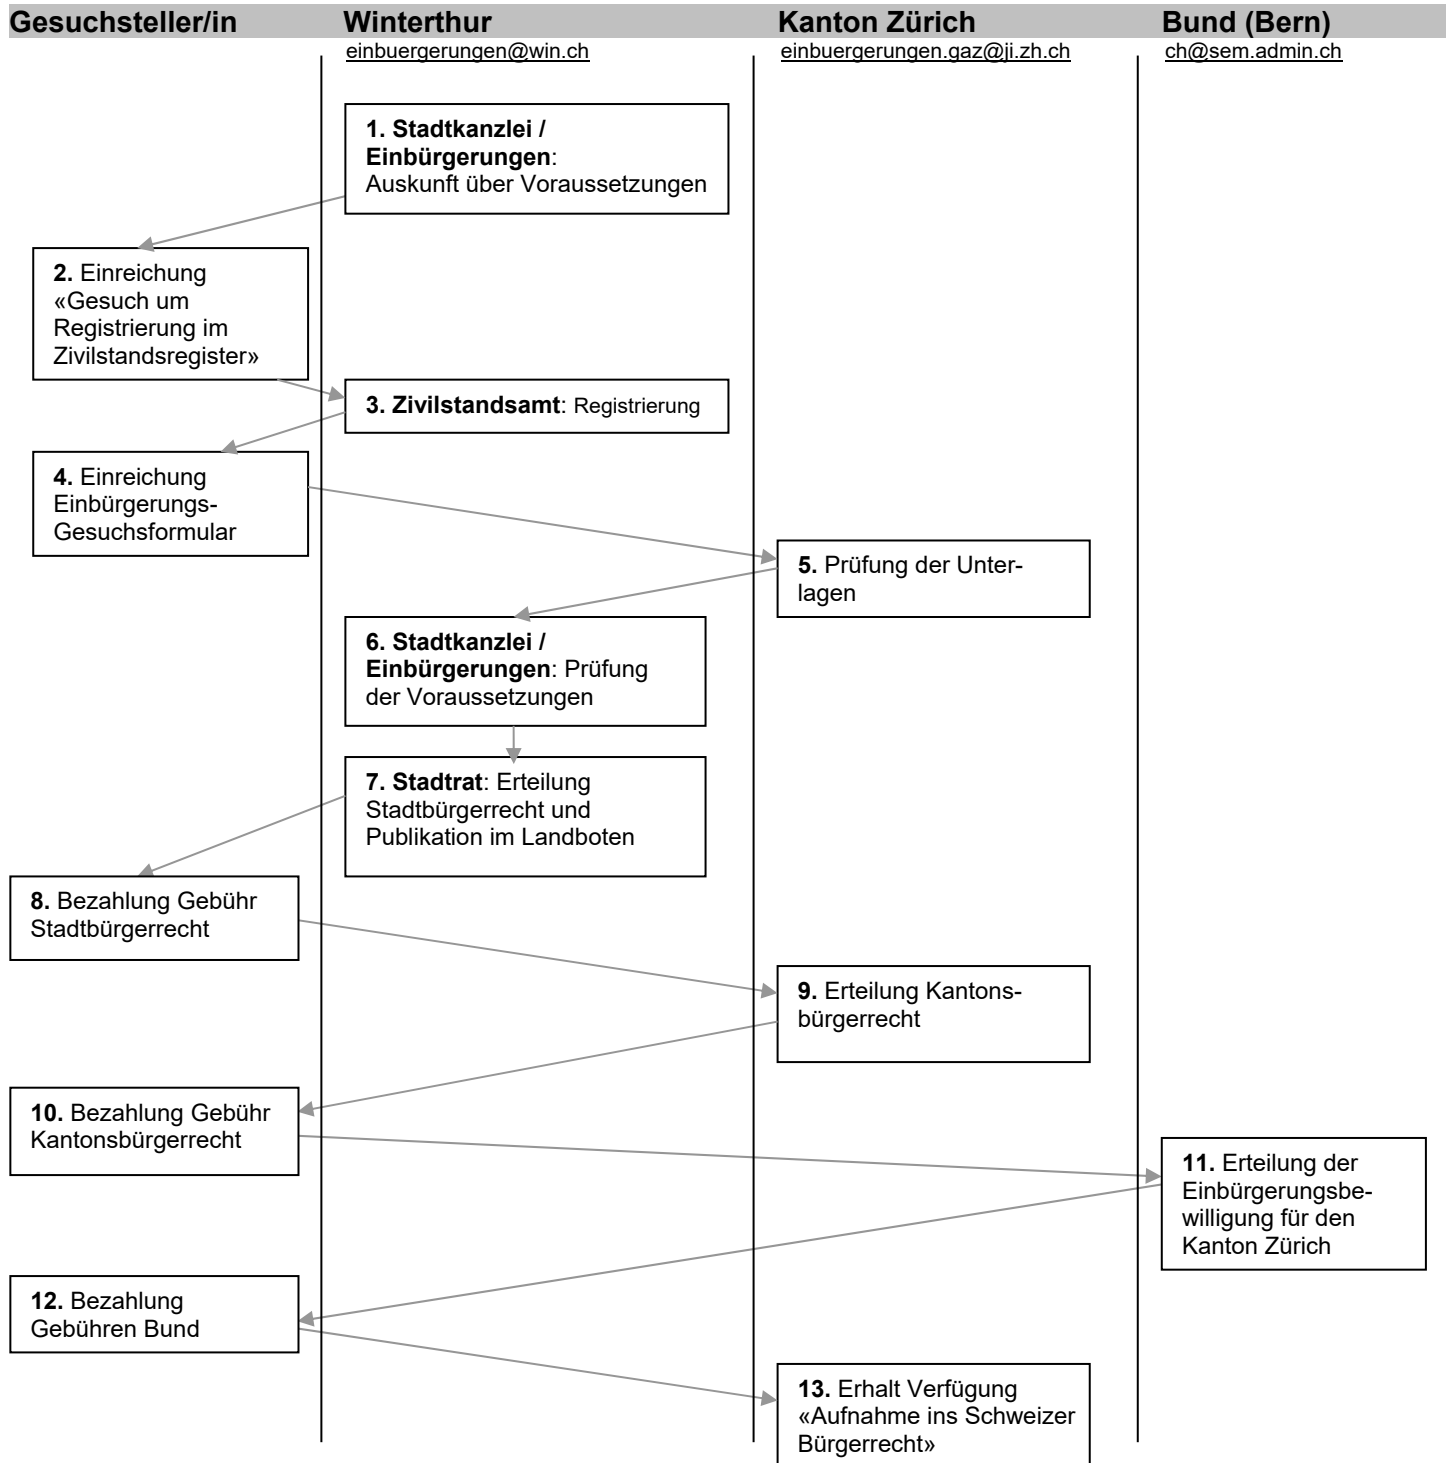 Gesuchsteller/in Winterthur Kanton Zürich Bund (Bern)
einbuergerungen@win.ch einbuergerungen.gaz@ji.zh.ch ch@sem.admin.ch
1. Stadtkanzlei /
Einbürgerungen:
Auskunft über Voraussetzungen
2. Einreichung
«Gesuch um
Registrierung im
Zivilstandsregister»
3. Zivilstandsamt: Registrierung
4. Einreichung
Einbürgerungs-
Gesuchsformular
5. Prüfung der Unter-
lagen
6. Stadtkanzlei /
Einbürgerungen: Prüfung
der Voraussetzungen
7. Stadtrat: Erteilung
Stadtbürgerrecht und
Publikation im Landboten
8. Bezahlung Gebühr
Stadtbürgerrecht
9. Erteilung Kantons-
bürgerrecht
10. Bezahlung Gebühr
Kantonsbürgerrecht
11. Erteilung der
Einbürgerungsbe-
willigung für den
Kanton Zürich
12. Bezahlung
Gebühren Bund
13. Erhalt Verfügung
«Aufnahme ins Schweizer
Bürgerrecht»